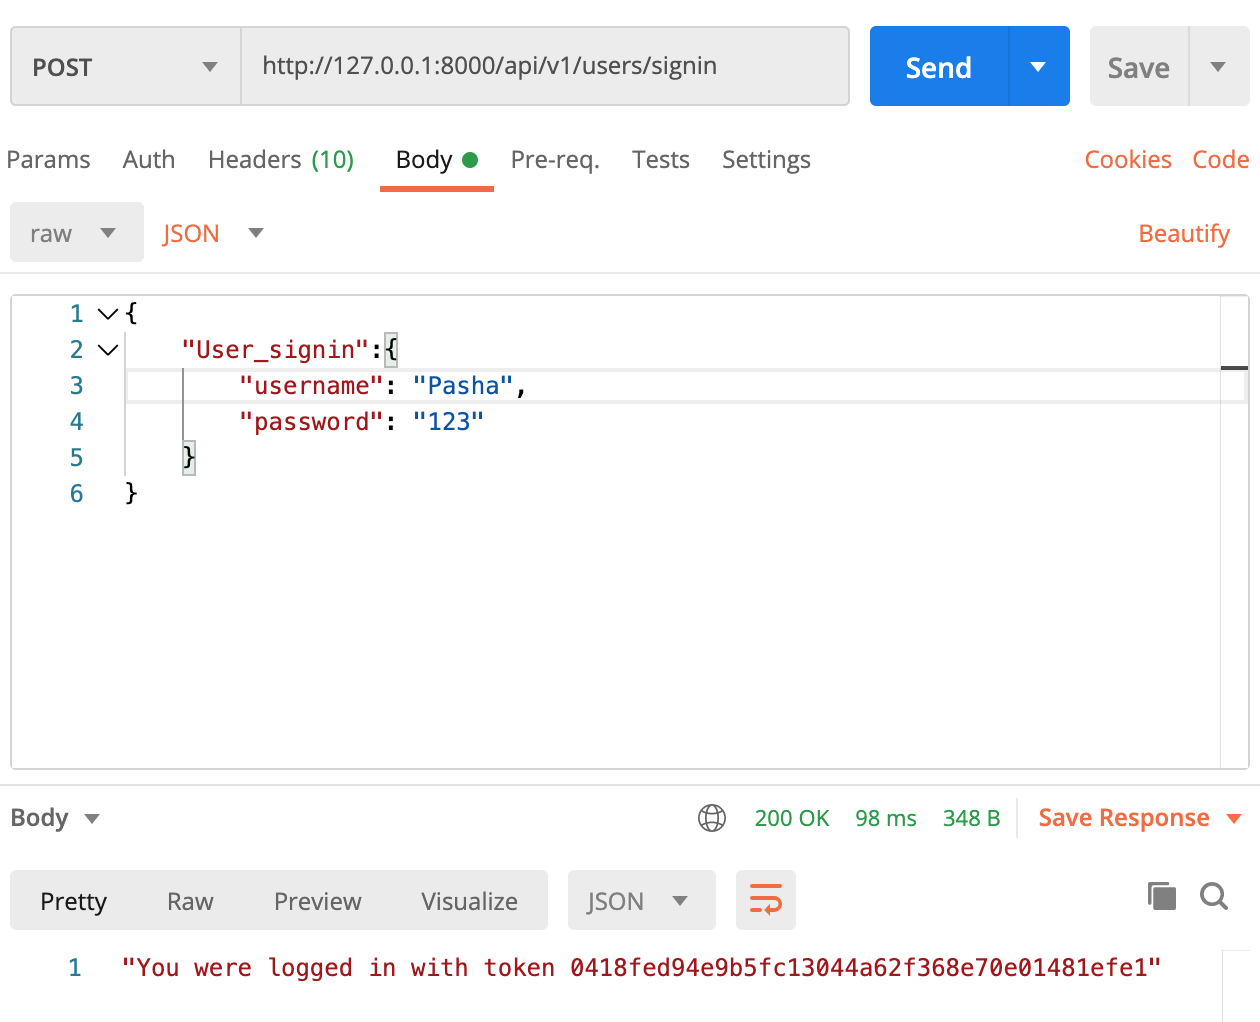 POST http://127.0.0.1:8000/api/v1/users/signin Send Save
Params Auth Headers (10) Body Pre-req. Tests Settings Cookies Code
raw JSON Beautify
1 {
2 "User_signin":{
3 "username": "Pasha",
4 "password": "123"
5 }
6 }
Body 200 OK 98 ms 348 B Save Response
Pretty Raw Preview Visualize JSON
1 "You were logged in with token 0418fed94e9b5fc13044a62f368e70e01481efe1"